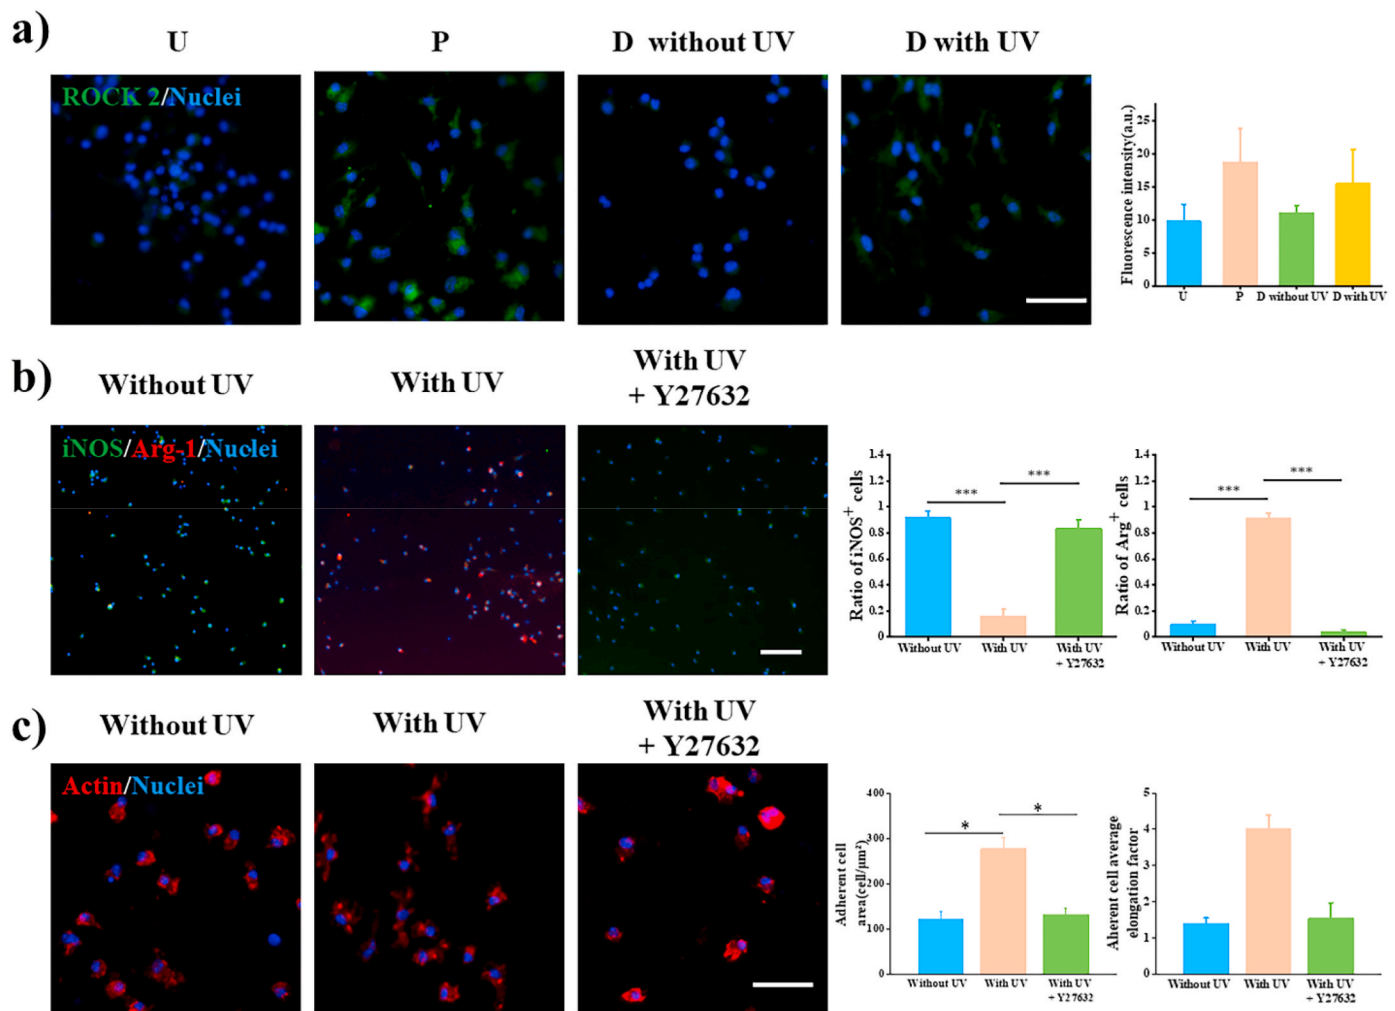 a)
U
P
D without UV
D with UV
ROCK 2/Nuclei
Fluorescence intensity(a.u.)
25
20
15
10
5
0
U
P
D without UV
D with UV
b)
Without UV
With UV
With UV
+ Y27632
iNOS/Arg-1/Nuclei
Ratio of iNOS+ cells
1.4
1.2
1
0.8
0.6
0.4
0.2
0
***
***
Without UV
With UV
With UV
+ Y27632
Ratio of Arg+ cells
1.4
1.2
1
0.8
0.6
0.4
0.2
0
***
***
Without UV
With UV
With UV
+ Y27632
c)
Without UV
With UV
With UV
+ Y27632
Actin/Nuclei
Adherent cell
area(cell/μm²)
400
300
200
100
0
*
*
Without UV
With UV
With UV
+ Y27632
Aherent cell average
elongation factor
5
4
3
2
1
0
Without UV
With UV
With UV
+ Y27632